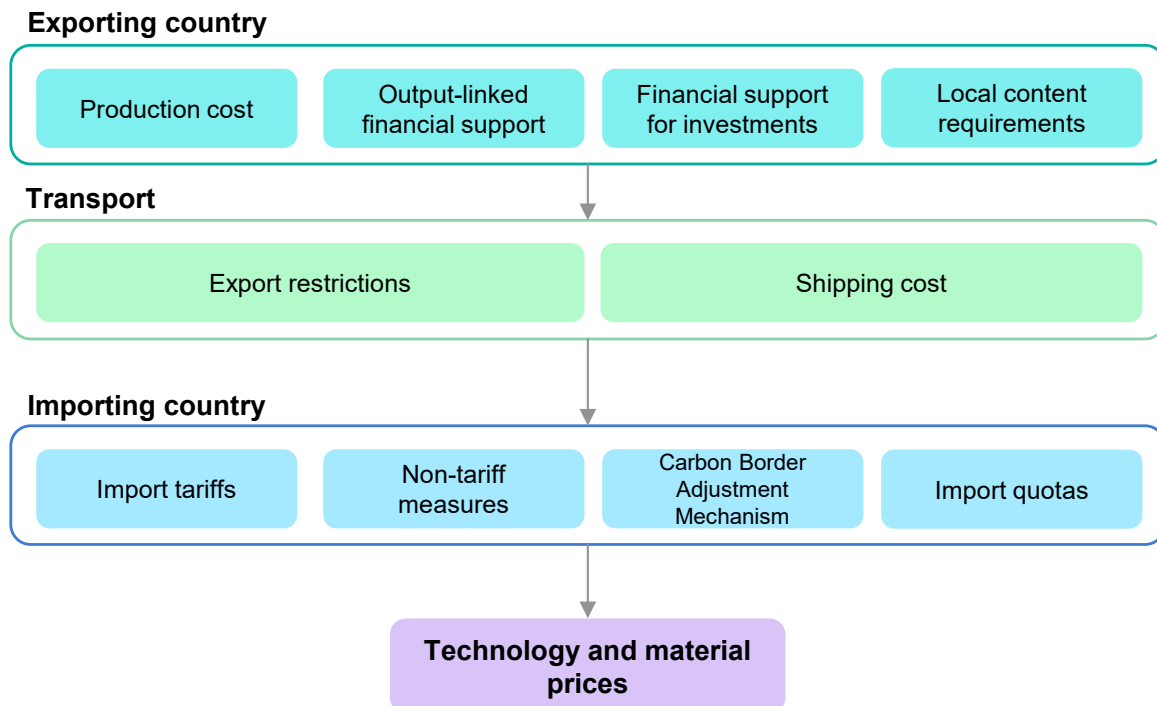 Exporting country
Production cost
Output-linked
financial support
Financial support
for investments
Local content
requirements
Transport
Export restrictions
Shipping cost
Importing country
Import tariffs
Non-tariff
measures
Carbon Border
Adjustment
Mechanism
Import quotas
Technology and material
prices